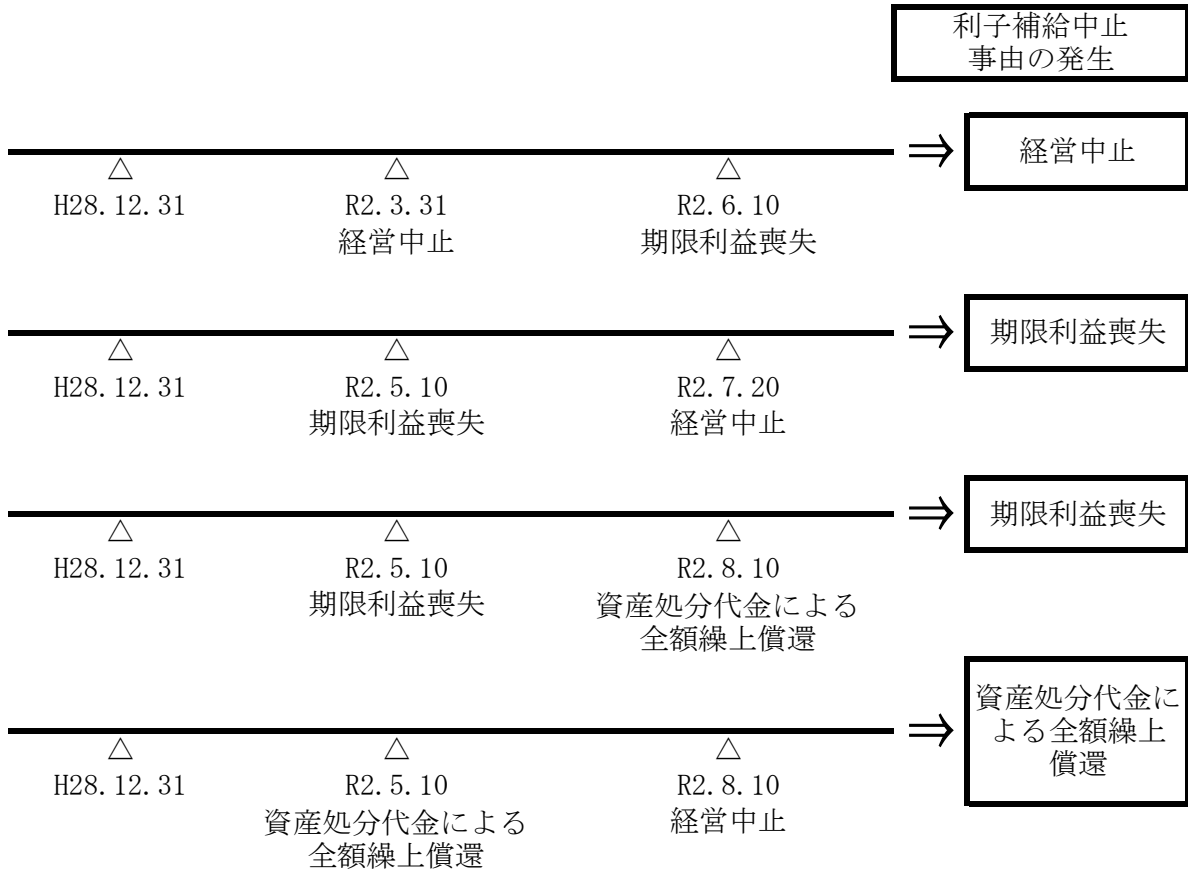 利子補給中止
事由の発生
⇒ 経営中止
△ △ △
H28.12.31 R2.3.31 R2.6.10
経営中止 期限利益喪失
⇒ 期限利益喪失
△ △ △
H28.12.31 R2.5.10 R2.7.20
期限利益喪失 経営中止
⇒ 期限利益喪失
△ △ △
H28.12.31 R2.5.10 R2.8.10
期限利益喪失 資産処分代金による
全額繰上償還
資産処分代金に
⇒ よる全額繰上
償還
△ △ △
H28.12.31 R2.5.10 R2.8.10
資産処分代金による 経営中止
全額繰上償還